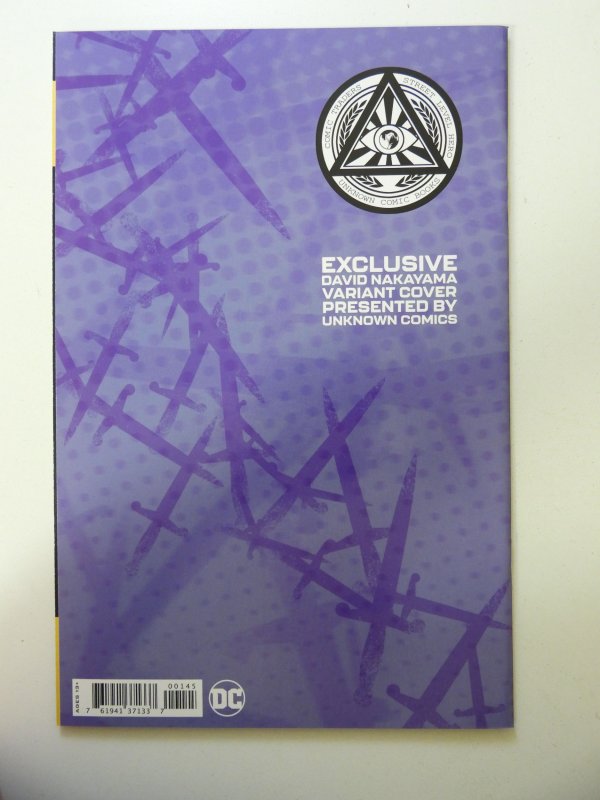 COMIC TRADERS
STREET LEVEL HERO
UNKNOWN COMIC BOOKS
EXCLUSIVE
DAVID NAKAYAMA
VARIANT COVER
PRESENTED BY
UNKNOWN COMICS
AGES 13+
00145
7 61941 37133 7
DC